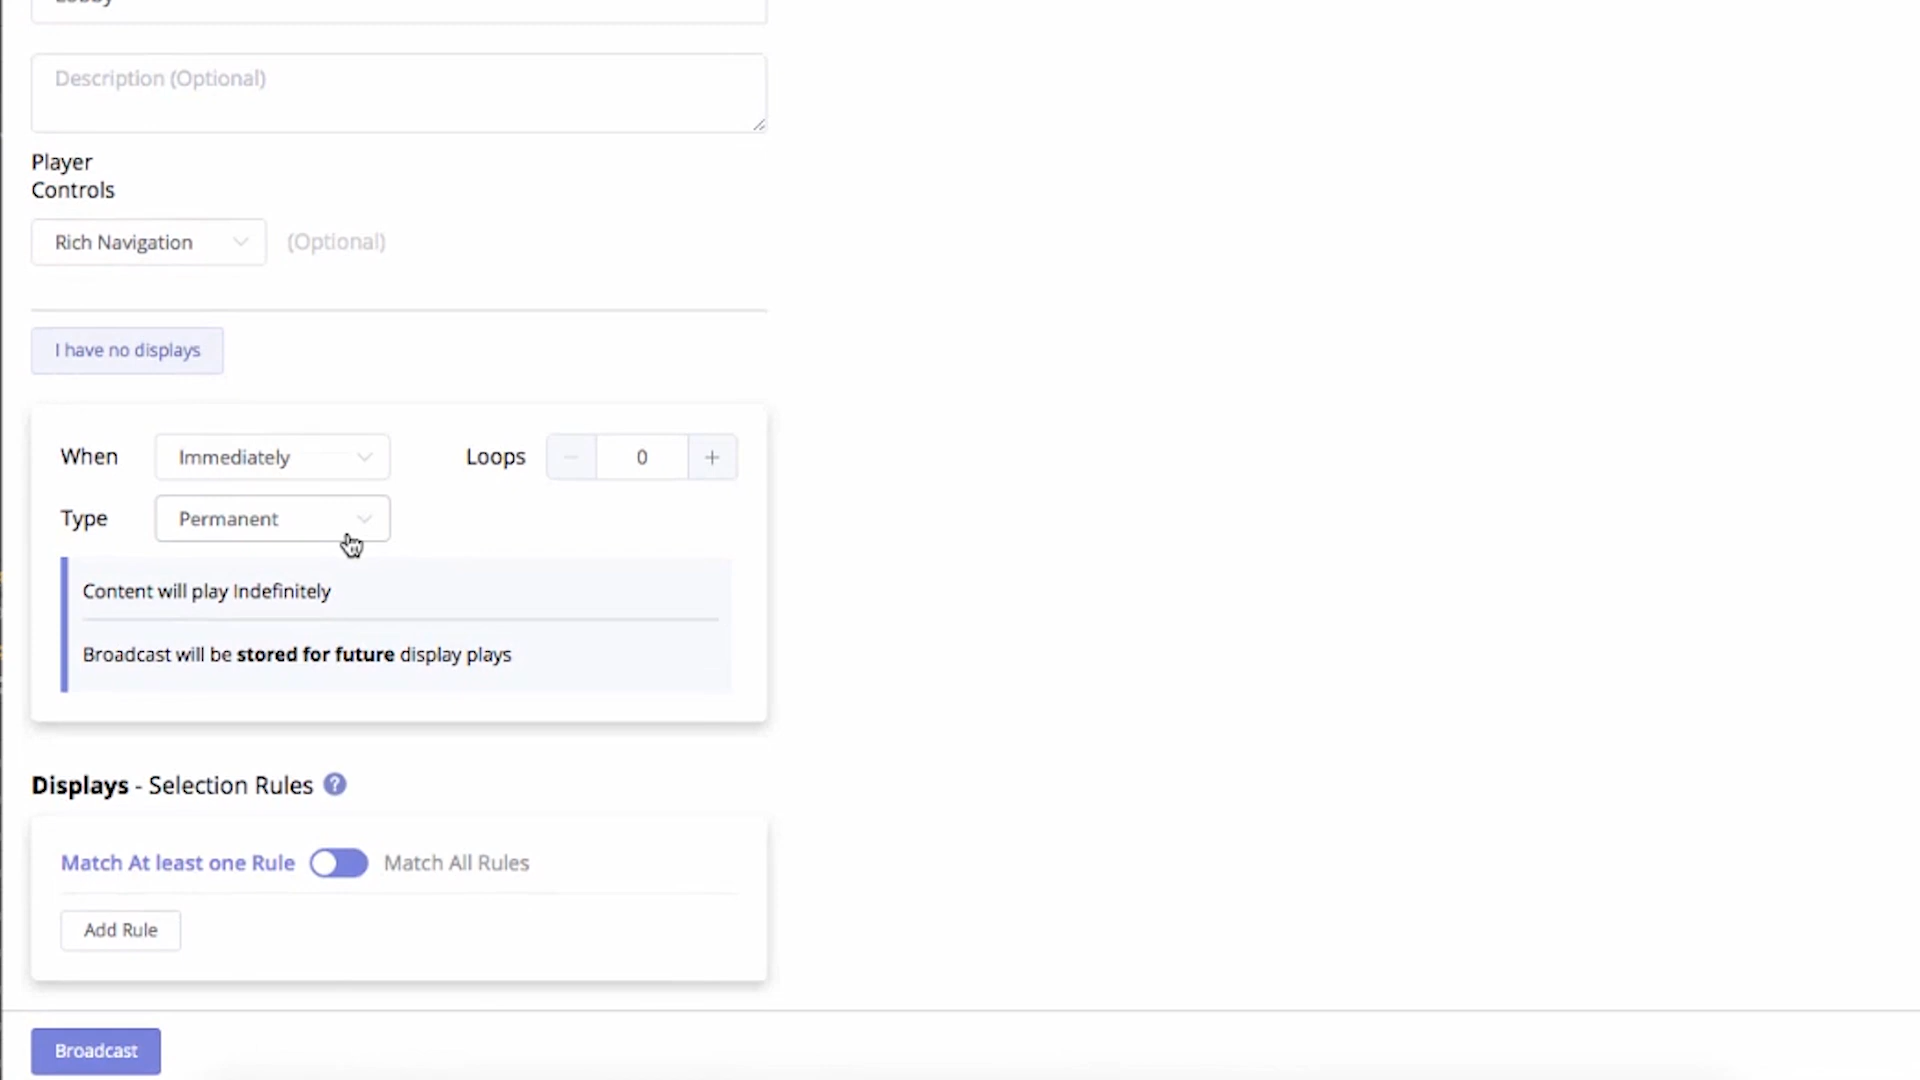 Description (Optional)
Player
Controls
Rich Navigation (Optional)
I have no displays
When Immediately Loops − 0 +
Type Permanent
Content will play Indefinitely
Broadcast will be stored for future display plays
Displays - Selection Rules ?
Match At least one Rule Match All Rules
Add Rule
Broadcast